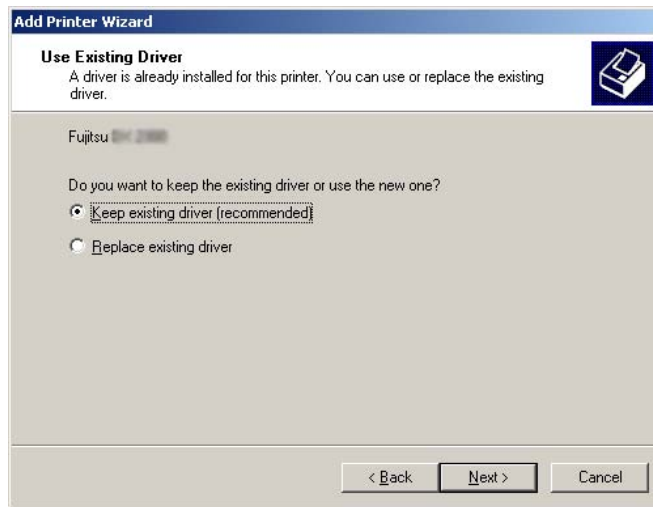 Add Printer Wizard
Use Existing Driver
A driver is already installed for this printer. You can use or replace the existing
driver.
Fujitsu
Do you want to keep the existing driver or use the new one?
Keep existing driver (recommended)
Replace existing driver
< Back Next > Cancel